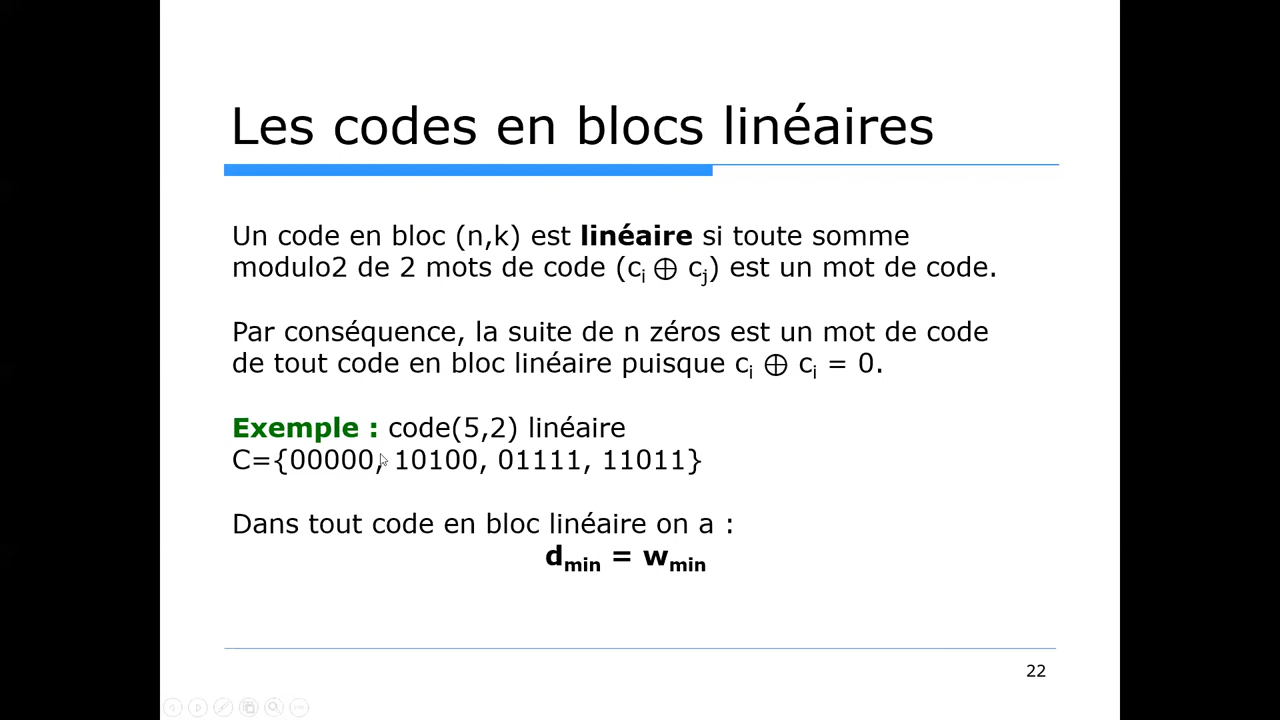 Les codes en blocs linéaires
Un code en bloc (n,k) est linéaire si toute somme
modulo2 de 2 mots de code (cᵢ ⊕ cⱼ) est un mot de code.
Par conséquence, la suite de n zéros est un mot de code
de tout code en bloc linéaire puisque cᵢ ⊕ cᵢ = 0.
Exemple : code(5,2) linéaire
C={00000, 10100, 01111, 11011}
Dans tout code en bloc linéaire on a :
dmin = wmin
22